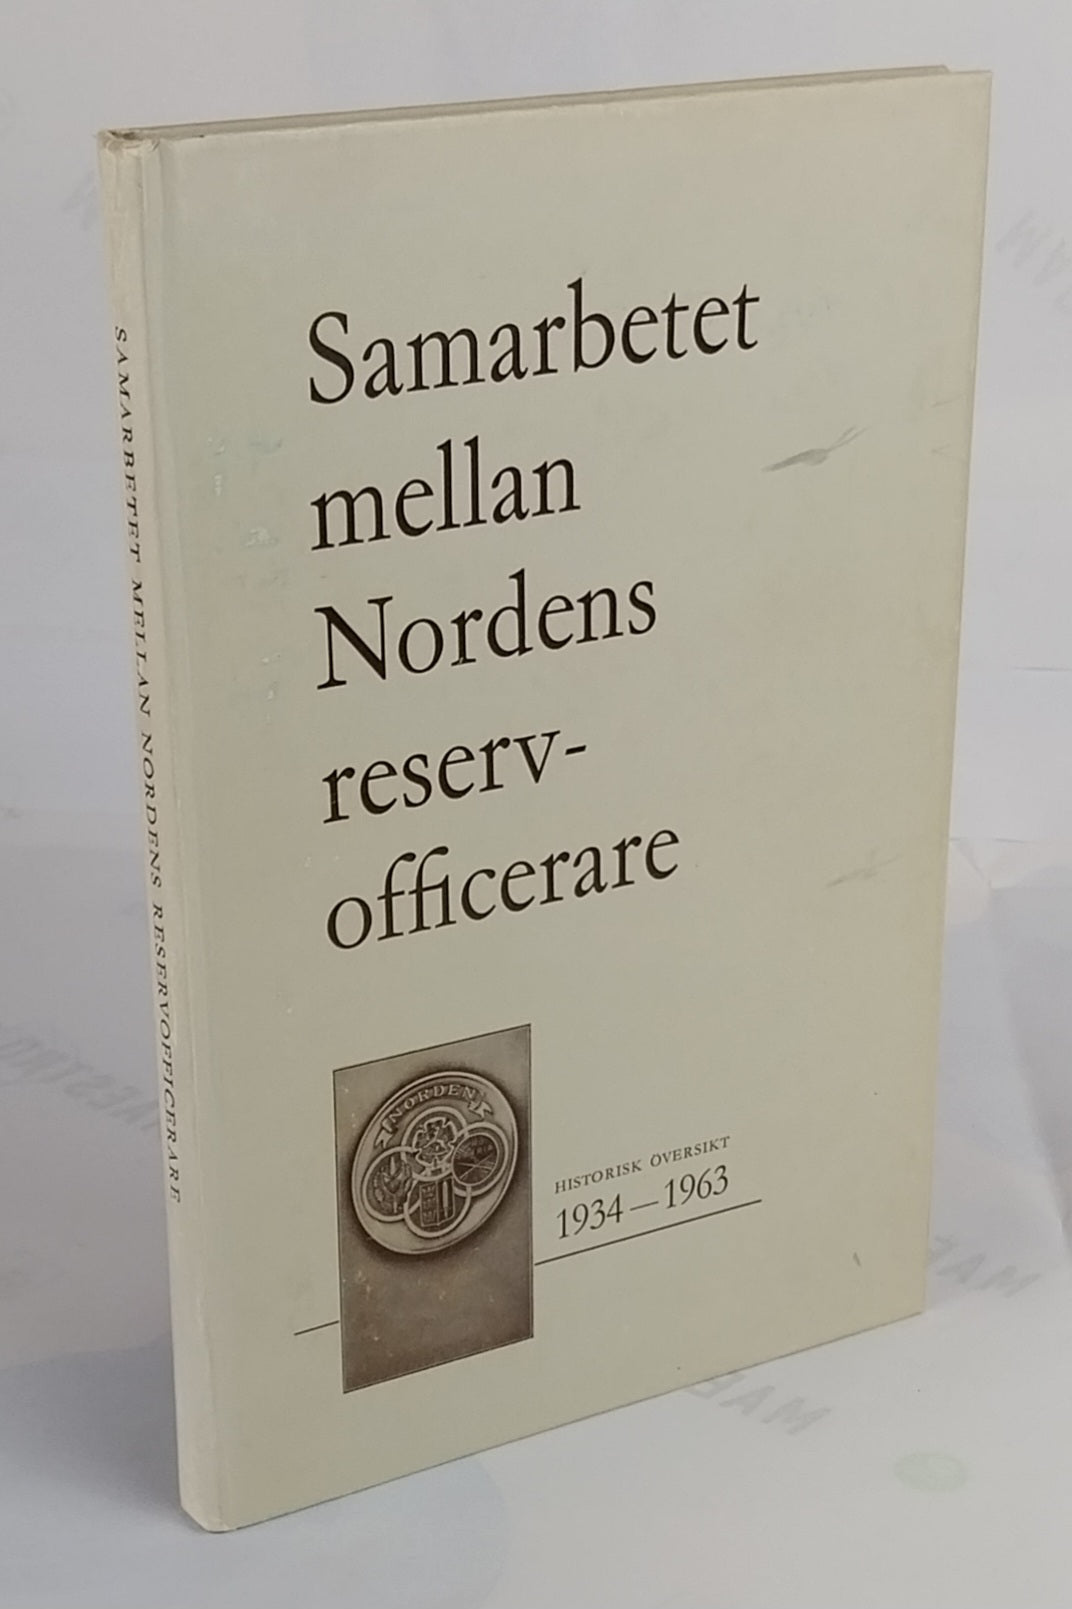 SAMARBETET MELLAN NORDENS RESERVOFFICERARE
Samarbetet
mellan
Nordens
reserv-
officerare
NORDEN
HISTORISK ÖVERSIKT
1934—1963